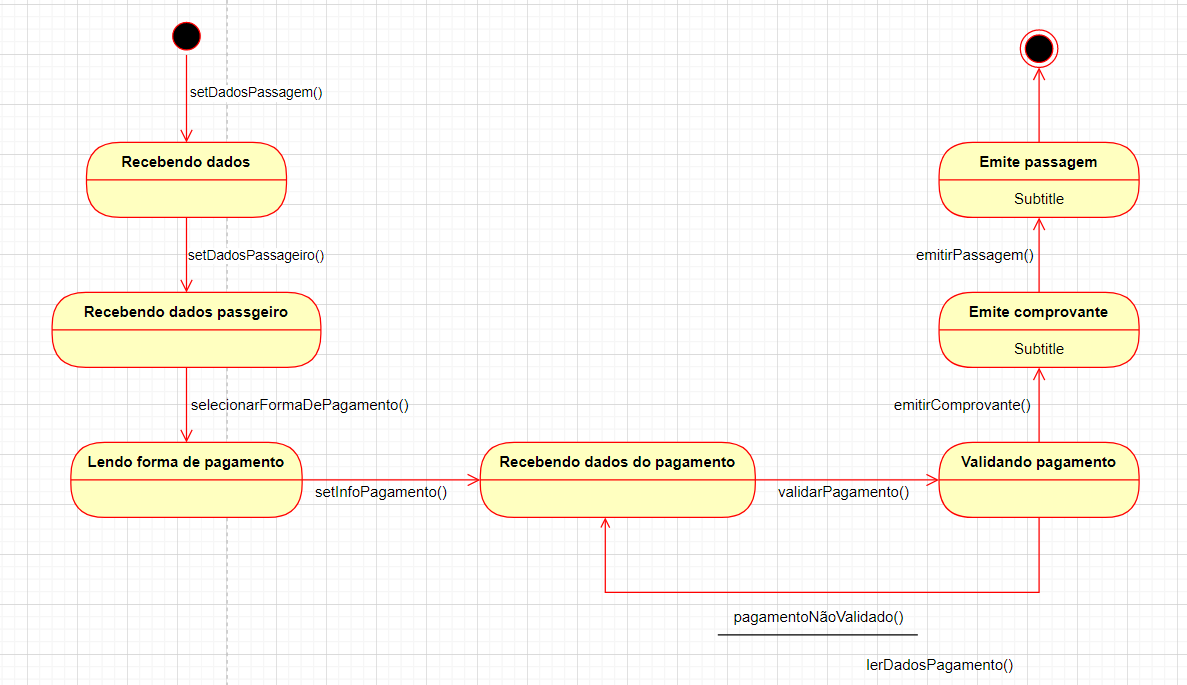 setDadosPassagem()
Recebendo dados
setDadosPassageiro()
Recebendo dados passgeiro
selecionarFormaDePagamento()
Lendo forma de pagamento
setInfoPagamento()
Recebendo dados do pagamento
validarPagamento()
Validando pagamento
pagamentoNãoValidado()
lerDadosPagamento()
emitirComprovante()
Emite comprovante
Subtitle
emitirPassagem()
Emite passagem
Subtitle